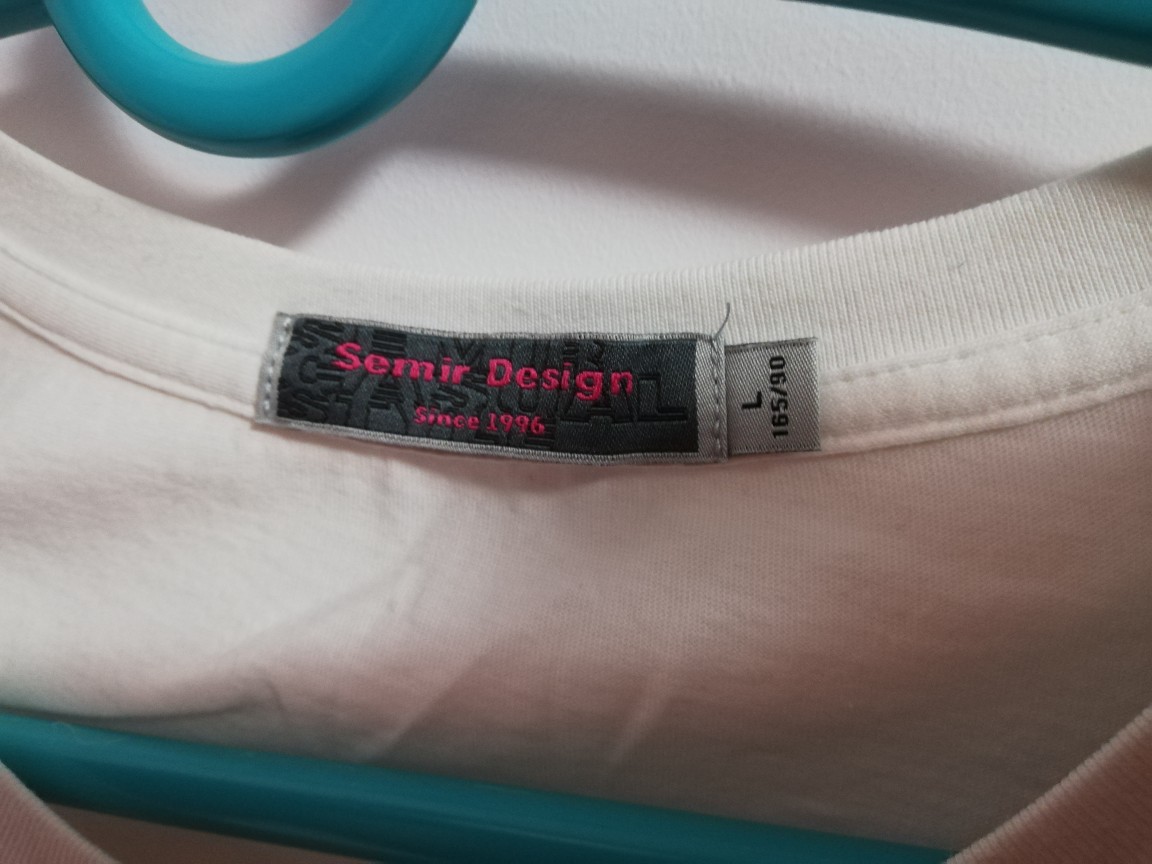 Semir Design
Since 1996
L
165/90